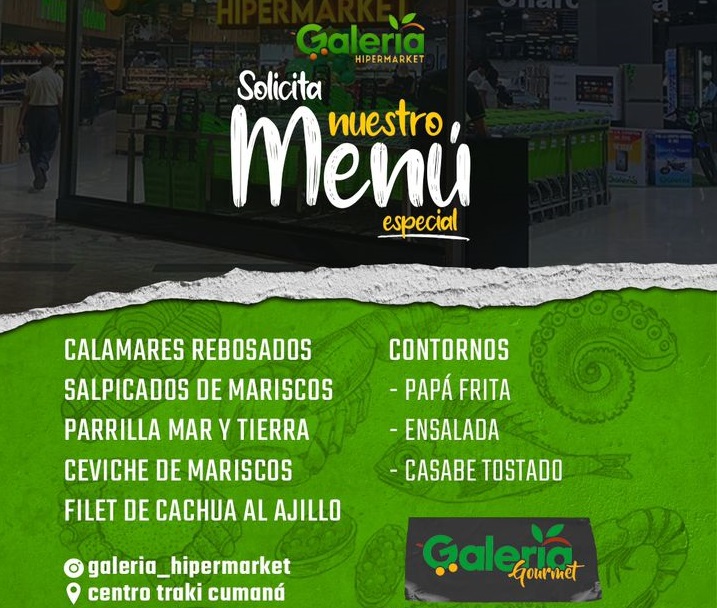 HIPERMARKET
Galeria
HIPERMARKET
Solicita
nuestro
Menú
especial
CALAMARES REBOSADOS
SALPICADOS DE MARISCOS
PARRILLA MAR Y TIERRA
CEVICHE DE MARISCOS
FILET DE CACHUA AL AJILLO
CONTORNOS
- PAPÁ FRITA
- ENSALADA
- CASABE TOSTADO
galeria_hipermarket
centro traki cumaná
Galeria
Gourmet